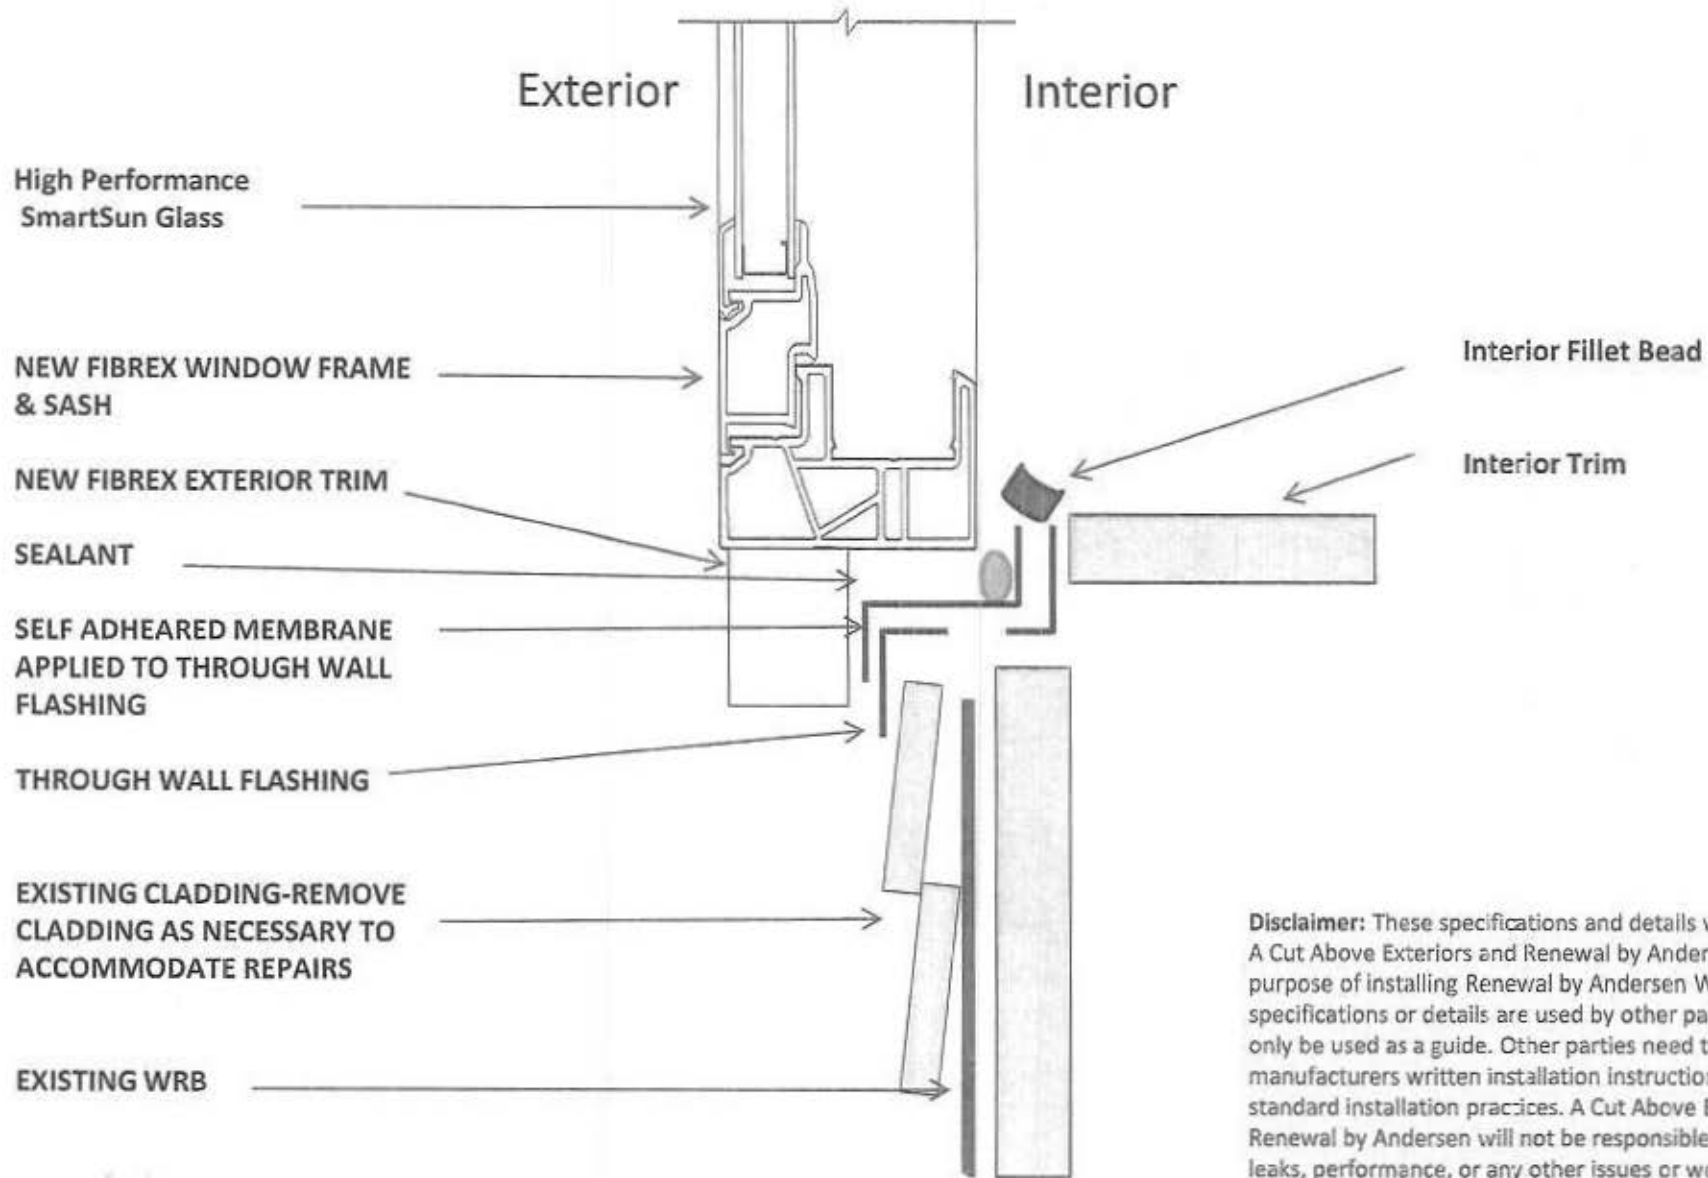 Exterior
Interior
High Performance
SmartSun Glass
NEW FIBREX WINDOW FRAME
& SASH
NEW FIBREX EXTERIOR TRIM
SEALANT
SELF ADHEARED MEMBRANE
APPLIED TO THROUGH WALL
FLASHING
THROUGH WALL FLASHING
EXISTING CLADDING-REMOVE
CLADDING AS NECESSARY TO
ACCOMMODATE REPAIRS
EXISTING WRB
Interior Fillet Bead
Interior Trim
Disclaimer: These specifications and details
A Cut Above Exteriors and Renewal by
purpose of installing Renewal by Andersen
specifications or details are used by other
only be used as a guide. Other parties need
manufacturers written installation
standard installation practices. A Cut Above
Renewal by Andersen will not be responsible
leaks, performance, or any other issues or